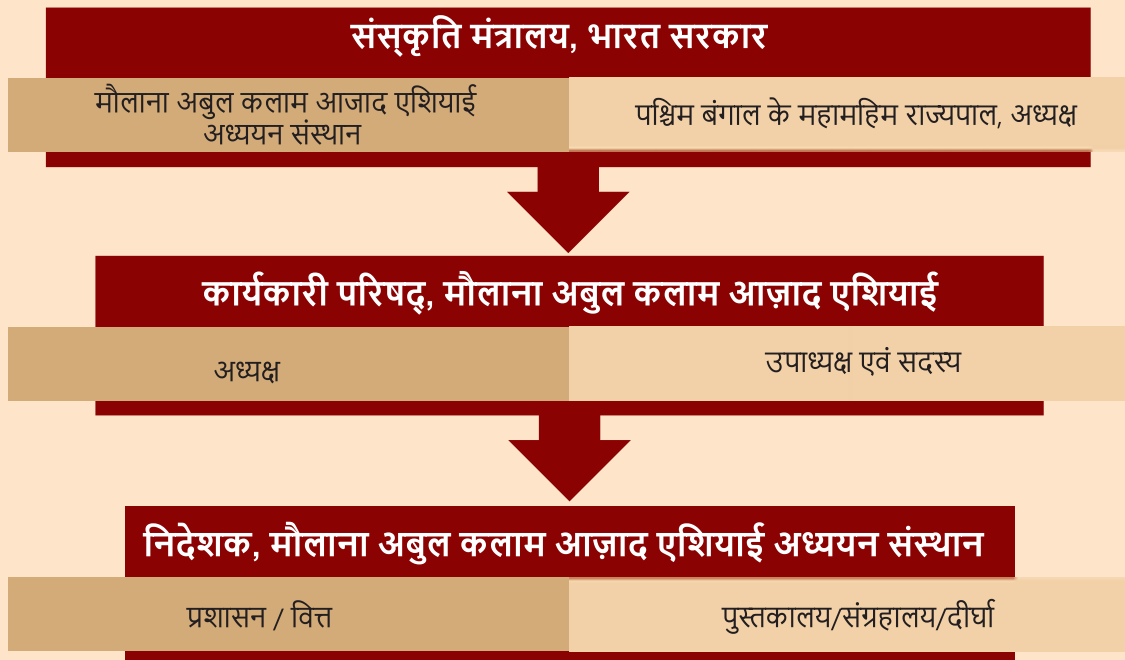 संस्कृति मंत्रालय, भारत सरकार
मौलाना अबुल कलाम आजाद एशियाई
अध्ययन संस्थान
पश्चिम बंगाल के महामहिम राज्यपाल, अध्यक्ष
कार्यकारी परिषद्, मौलाना अबुल कलाम आज़ाद एशियाई
अध्यक्ष
उपाध्यक्ष एवं सदस्य
निदेशक, मौलाना अबुल कलाम आज़ाद एशियाई अध्ययन संस्थान
प्रशासन / वित्त
पुस्तकालय/संग्रहालय/दीर्घा